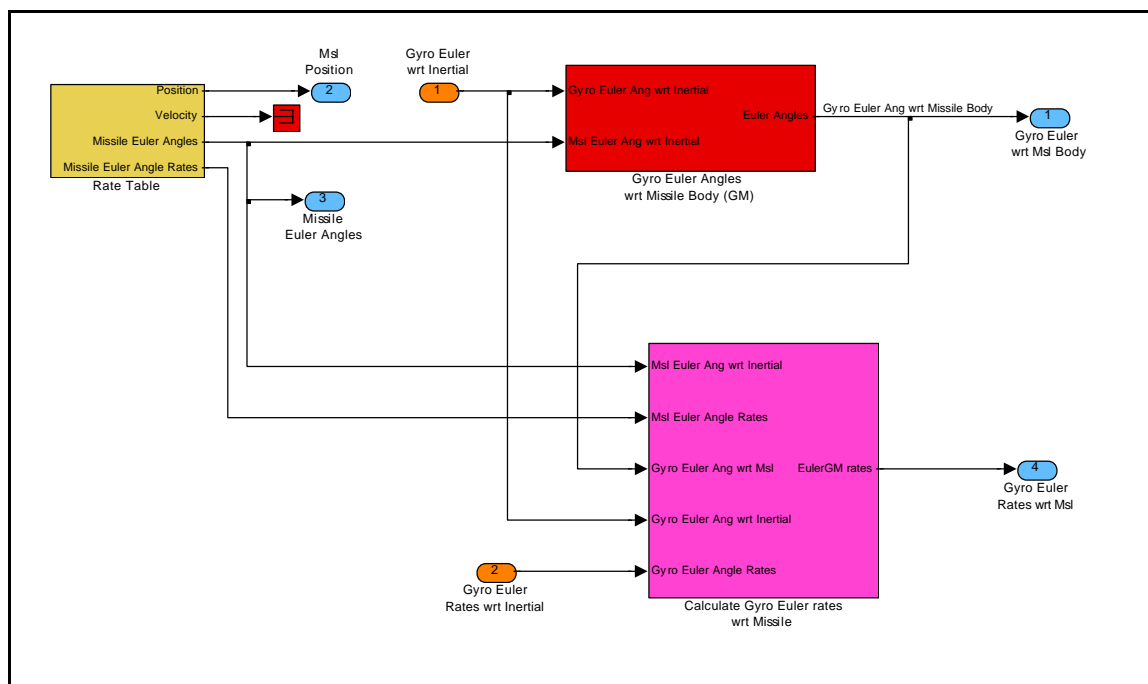 Msl
Position
2
Gyro Euler
wrt Inertial
1
Position
Velocity
Missile Euler Angles
Missile Euler Angle Rates
Rate Table
3
Missile
Euler Angles
Gyro Euler Ang wrt Inertial
Msl Euler Ang wrt Inertial
Euler Angles
Gyro Euler Angles
wrt Missile Body (GM)
Gyro Euler Ang wrt Missile Body
1
Gyro Euler
wrt Msl Body
Msl Euler Ang wrt Inertial
Msl Euler Angle Rates
Gyro Euler Ang wrt Msl
Gyro Euler Ang wrt Inertial
Gyro Euler Angle Rates
EulerGM rates
Calculate Gyro Euler rates
wrt Missile
4
Gyro Euler
Rates wrt Msl
2
Gyro Euler
Rates wrt Inertial